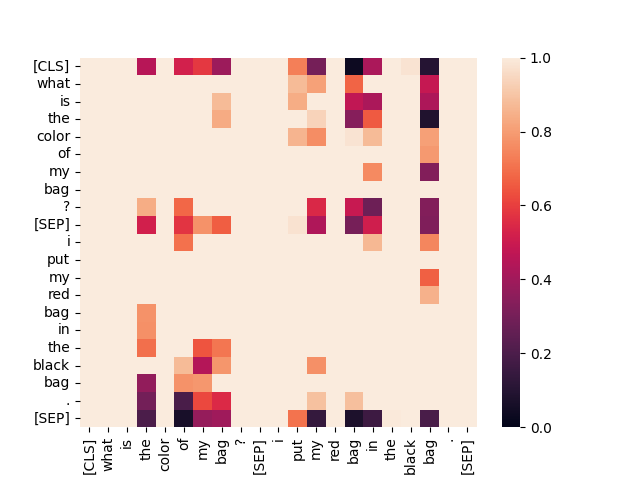 [CLS]
what
is
the
color
of
my
bag
?
[SEP]
i
put
my
red
bag
in
the
black
bag
.
[SEP]
[CLS]
what
is
the
color
of
my
bag
?
[SEP]
i
put
my
red
bag
in
the
black
bag
.
[SEP]
1.0
0.8
0.6
0.4
0.2
0.0